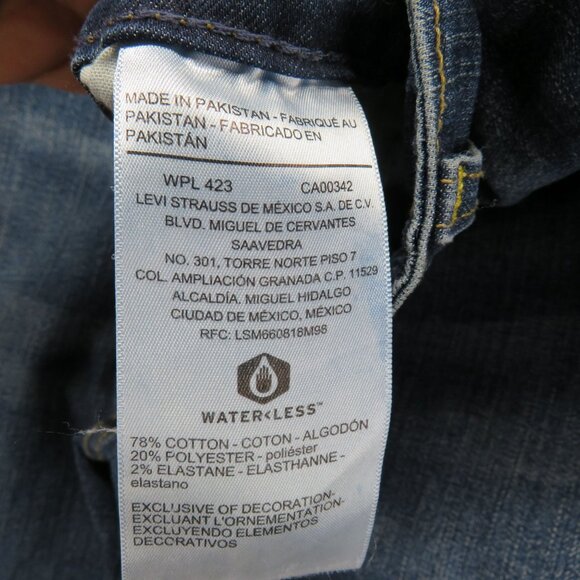 MADE IN PAKISTAN - FABRIQUÉ AU
PAKISTAN - FABRICADO EN
PAKISTÁN
WPL 423 CA00342
LEVI STRAUSS DE MÉXICO S.A. DE C.V.
BLVD. MIGUEL DE CERVANTES
SAAVEDRA
NO. 301, TORRE NORTE PISO 7
COL. AMPLIACIÓN GRANADA C.P. 11529
ALCALDÍA. MIGUEL HIDALGO
CIUDAD DE MÉXICO, MÉXICO
RFC: LSM660818M98
WATER<LESS™
78% COTTON - COTON - ALGODÓN
20% POLYESTER - poliéster
2% ELASTANE - ELASTHANNE -
elastano
EXCLUSIVE OF DECORATION-
EXCLUANT L'ORNEMENTATION-
EXCLUYENDO ELEMENTOS
DECORATIVOS